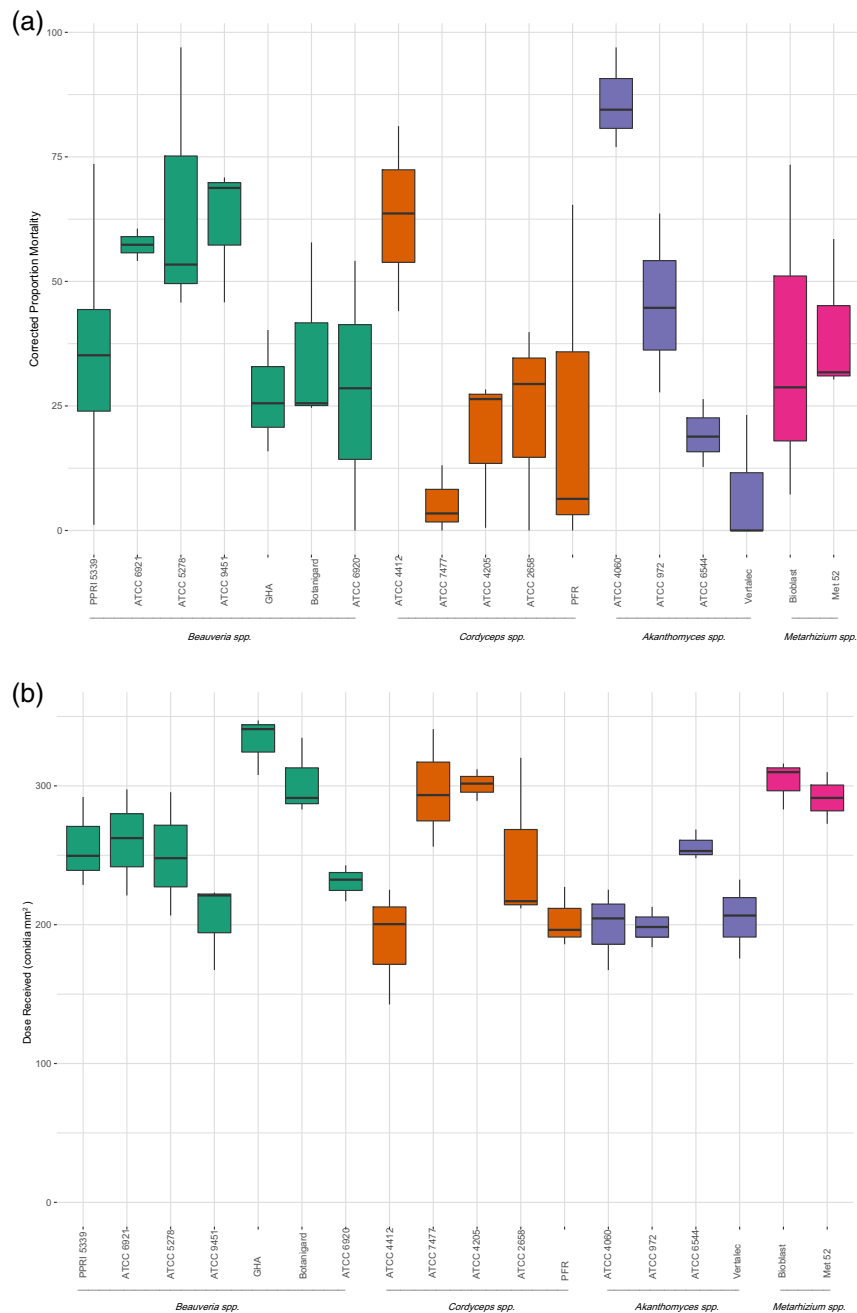 (a)
100
75
50
25
0
Corrected Proportion Mortality
PPRI 5339
ATCC 6921
ATCC 5278
ATCC 9451
GHA
Botanigard
ATCC 6920
ATCC 4412
ATCC 7477
ATCC 4205
ATCC 2658
PFR
ATCC 4060
ATCC 972
ATCC 6544
Vertalec
Bioblast
Met 52
Beauveria spp.
Cordyceps spp.
Akanthomyces spp.
Metarhizium spp.
(b)
300
200
100
0
Dose Received (conidia mm²)
PPRI 5339
ATCC 6921
ATCC 5278
ATCC 9451
GHA
Botanigard
ATCC 6920
ATCC 4412
ATCC 7477
ATCC 4205
ATCC 2658
PFR
ATCC 4060
ATCC 972
ATCC 6544
Vertalec
Bioblast
Met 52
Beauveria spp.
Cordyceps spp.
Akanthomyces spp.
Metarhizium spp.